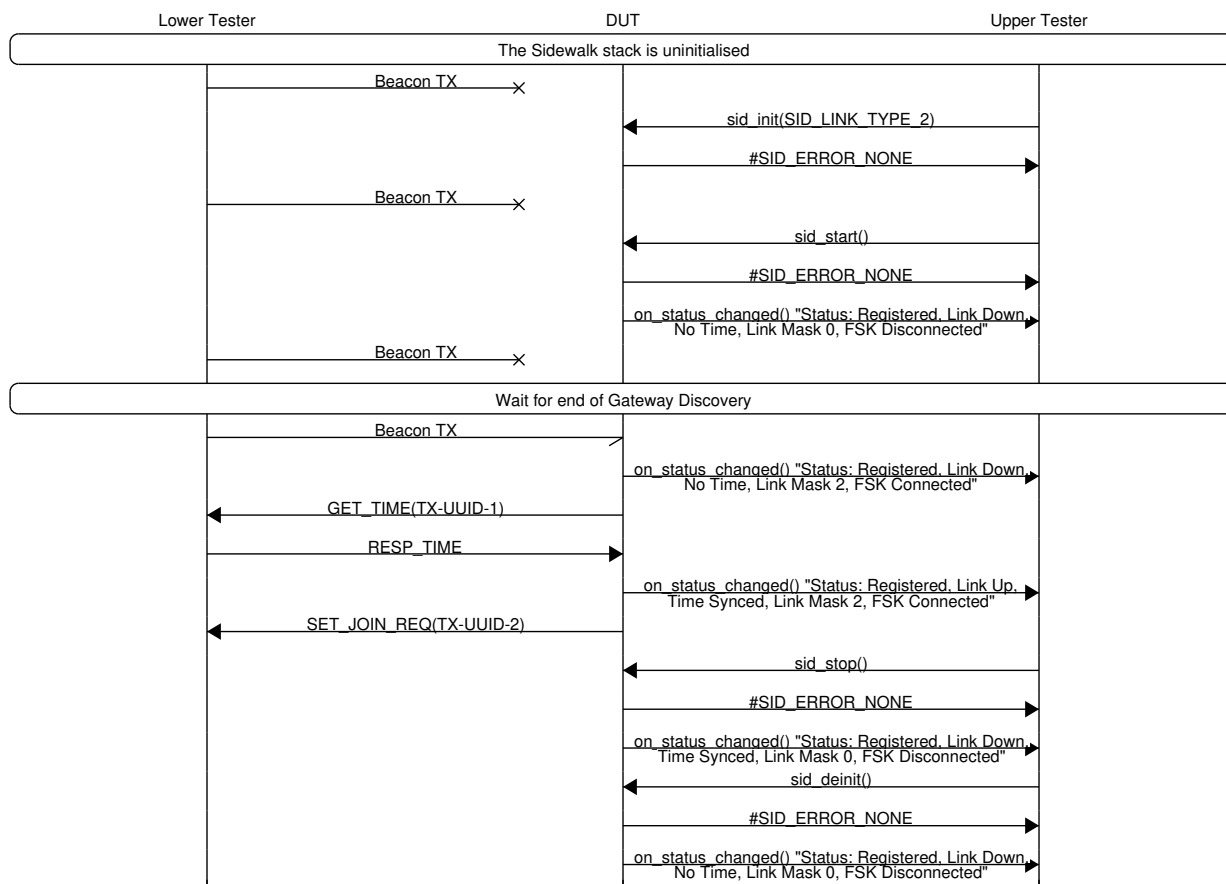 Lower Tester
DUT
Upper Tester
The Sidewalk stack is uninitialised
Beacon TX
sid_init(SID_LINK_TYPE_2)
#SID_ERROR_NONE
Beacon TX
sid_start()
#SID_ERROR_NONE
on_status_changed() "Status: Registered, Link Down,
No Time, Link Mask 0, FSK Disconnected"
Beacon TX
Wait for end of Gateway Discovery
Beacon TX
on_status_changed() "Status: Registered, Link Down,
No Time, Link Mask 2, FSK Connected"
GET_TIME(TX-UUID-1)
RESP_TIME
on_status_changed() "Status: Registered, Link Up,
Time Synced, Link Mask 2, FSK Connected"
SET_JOIN_REQ(TX-UUID-2)
sid_stop()
#SID_ERROR_NONE
on_status_changed() "Status: Registered, Link Down,
Time Synced, Link Mask 0, FSK Disconnected"
sid_deinit()
#SID_ERROR_NONE
on_status_changed() "Status: Registered, Link Down,
No Time, Link Mask 0, FSK Disconnected"